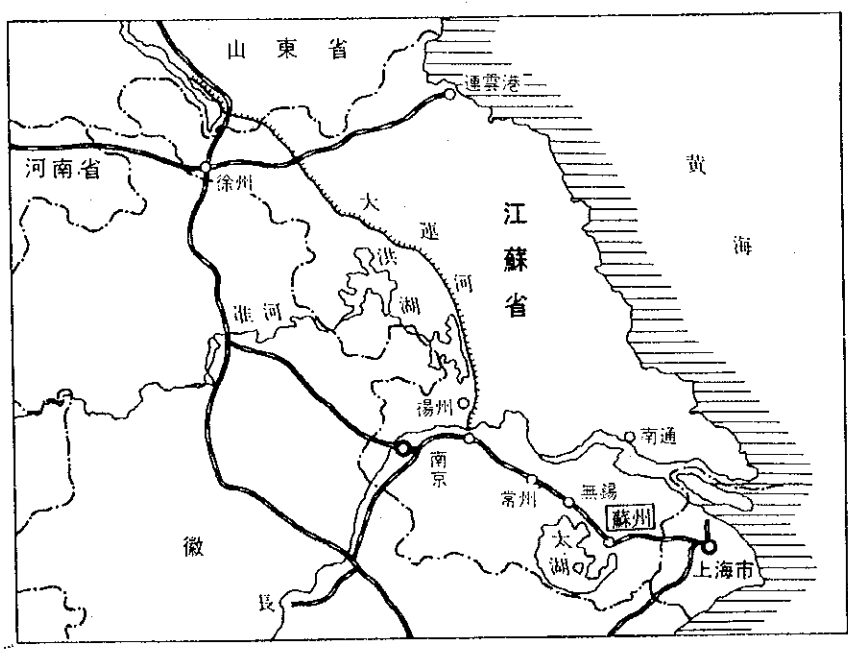 山東省
連雲港
黄海
河南省
徐州
大運河
江蘇省
洪湖
淮河
揚州
南京
南通
常州
無錫
蘇州
太湖
上海市
徽
長